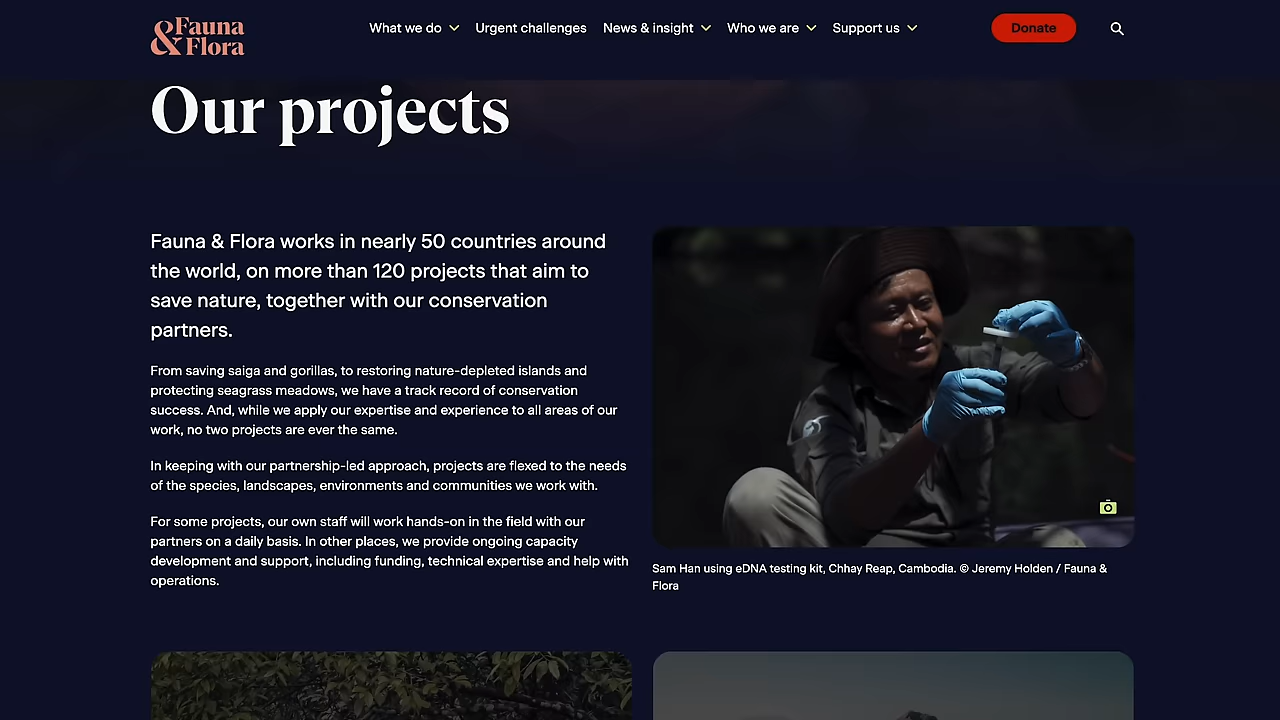 Fauna
& Flora
What we do
Urgent challenges
News & insight
Who we are
Support us
Donate
Our projects
Fauna & Flora works in nearly 50 countries around
the world, on more than 120 projects that aim to
save nature, together with our conservation
partners.
From saving saiga and gorillas, to restoring nature-depleted islands and
protecting seagrass meadows, we have a track record of conservation
success. And, while we apply our expertise and experience to all areas of our
work, no two projects are ever the same.
In keeping with our partnership-led approach, projects are flexed to the needs
of the species, landscapes, environments and communities we work with.
For some projects, our own staff will work hands-on in the field with our
partners on a daily basis. In other places, we provide ongoing capacity
development and support, including funding, technical expertise and help with
operations.
Sam Han using eDNA testing kit, Chhay Reap, Cambodia. © Jeremy Holden / Fauna &
Flora